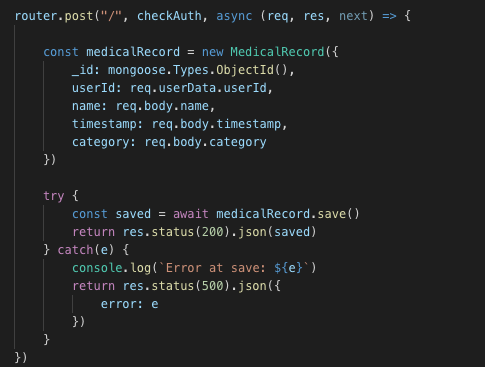 router.post("/", checkAuth, async (req, res, next) => {
const medicalRecord = new MedicalRecord({
_id: mongoose.Types.ObjectId(),
userId: req.userData.userId,
name: req.body.name,
timestamp: req.body.timestamp,
category: req.body.category
})
try {
const saved = await medicalRecord.save()
return res.status(200).json(saved)
} catch(e) {
console.log(`Error at save: ${e}`)
return res.status(500).json({
error: e
})
}
})